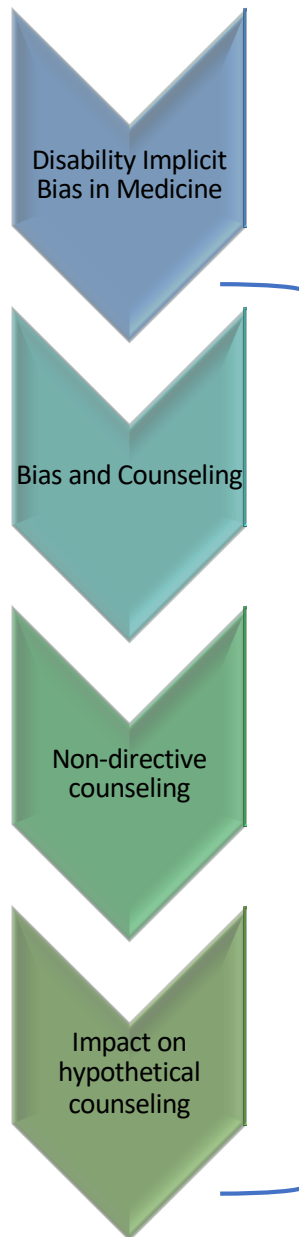 Disability Implicit
Bias in Medicine
Bias and Counseling
Non-directive
counseling
Impact on
hypothetical
counseling